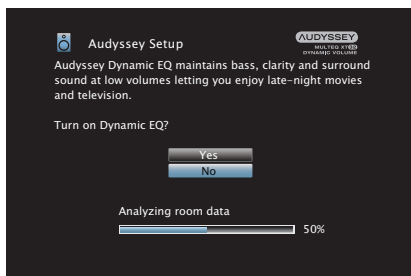 Audyssey Setup
AUDYSSEY
MULTEQ XT32
DYNAMIC VOLUME
Audyssey Dynamic EQ maintains bass, clarity and surround
sound at low volumes letting you enjoy late-night movies
and television.
Turn on Dynamic EQ?
Yes
No
Analyzing room data
50%